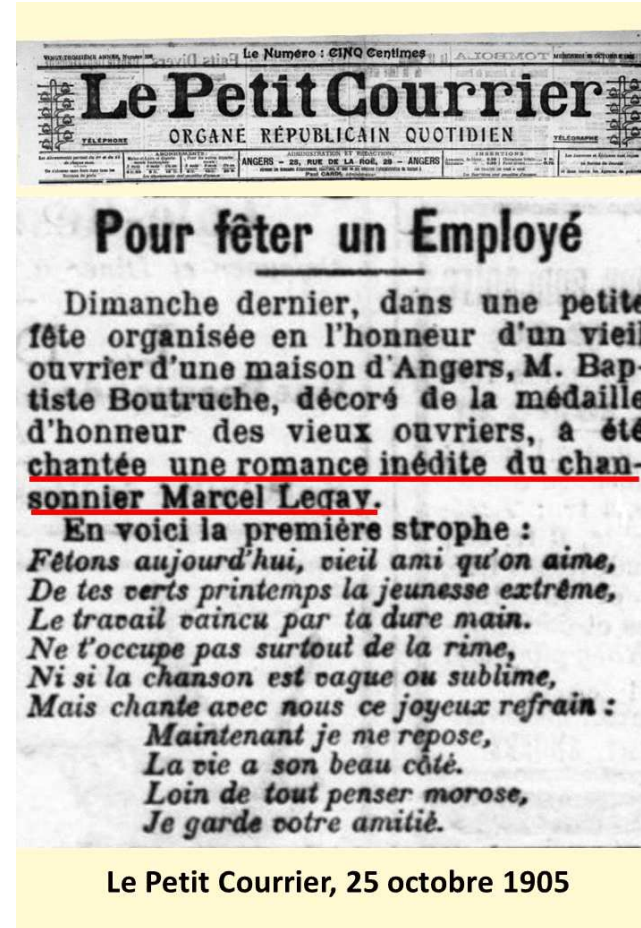 Le Numéro : CINQ Centimes
Le Petit Courrier
ORGANE RÉPUBLICAIN QUOTIDIEN
TÉLÉPHONE
TÉLÉGRAPHE
ADMINISTRATION ET RÉDACTION,
ANGERS — 25, RUE DE LA ROË, 29 — ANGERS
Pour fêter un Employé
Dimanche dernier, dans une petite
fête organisée en l'honneur d'un vieil
ouvrier d'une maison d'Angers, M. Bap-
tiste Boutruche, décoré de la médaille
d'honneur des vieux ouvriers, a été
chantée une romance inédite du chan-
sonnier Marcel Legay.
En voici la première strophe :
Fêtons aujourd'hui, vieil ami qu'on aime,
De tes verts printemps la jeunesse extrême,
Le travail vaincu par ta dure main.
Ne t'occupe pas surtout de la rime,
Ni si la chanson est vague ou sublime,
Mais chante avec nous ce joyeux refrain :
Maintenant je me repose,
La vie a son beau côté.
Loin de tout penser morose,
Je garde votre amitié.
Le Petit Courrier, 25 octobre 1905